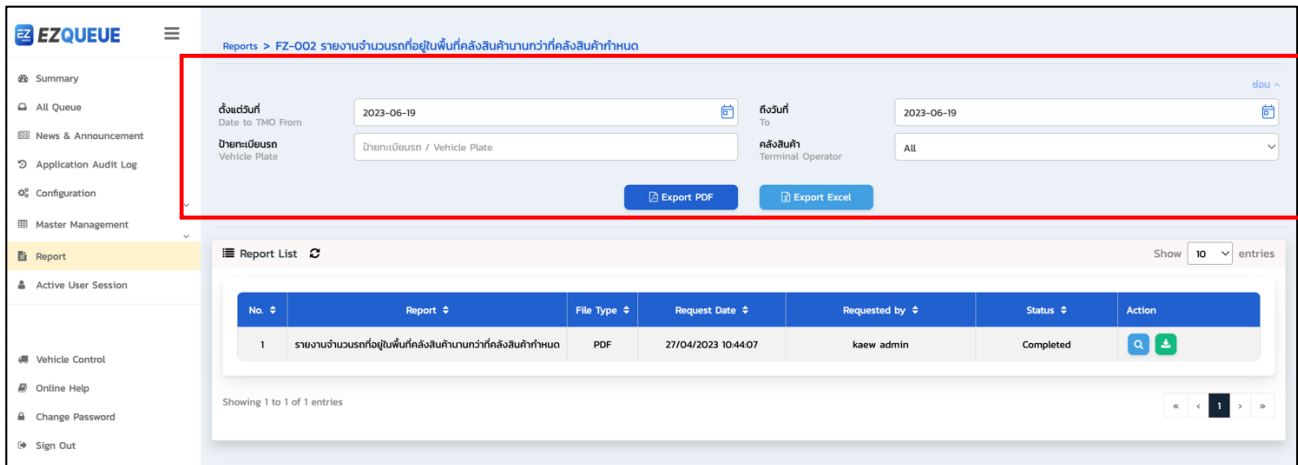 EZ EZQUEUE
Reports > FZ-002 รายงานจำนวนรถที่อยู่ในพื้นที่คลังสินค้านานกว่าที่คลังสินค้ากำหนด
Summary
All Queue
News & Announcement
Application Audit Log
Configuration
Master Management
Report
Active User Session
Vehicle Control
Online Help
Change Password
Sign Out
ซ่อน
ตั้งแต่วันที่ 2023-06-19 ถึงวันที่ 2023-06-19
Date to TMO From To
ป้ายทะเบียนรถ ป้ายทะเบียนรถ / Vehicle Plate คลังสินค้า All
Vehicle Plate Terminal Operator
Export PDF Export Excel
Report List Show 10 entries
No. Report File Type Request Date Requested by Status Action
1 รายงานจำนวนรถที่อยู่ในพื้นที่คลังสินค้านานกว่าที่คลังสินค้ากำหนด PDF 27/04/2023 10:44:07 kaew admin Completed
Showing 1 to 1 of 1 entries « ‹ 1 › »